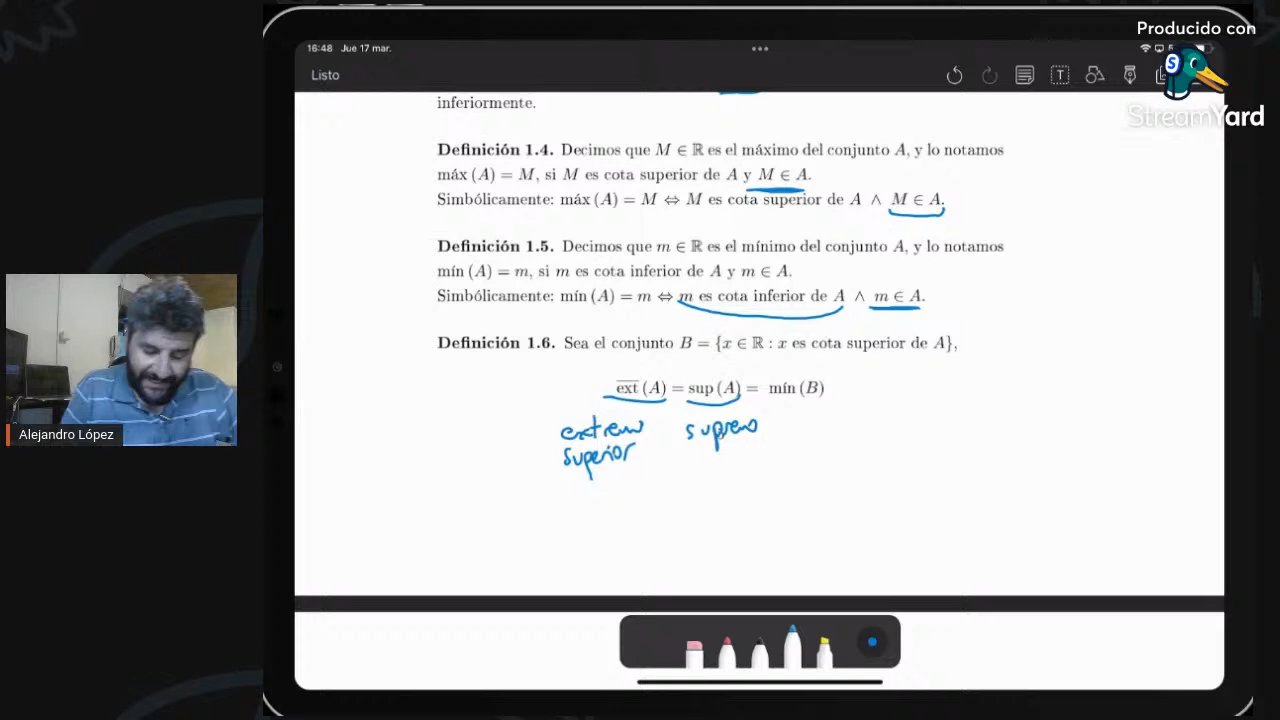 Producido con
StreamYard
16:48 Jue 17 mar.
Listo
T
S
inferiormente.
Definición 1.4. Decimos que M ∈ ℝ es el máximo del conjunto A, y lo notamos
máx (A) = M, si M es cota superior de A y M ∈ A.
Simbólicamente: máx (A) = M ⇔ M es cota superior de A ∧ M ∈ A.
Definición 1.5. Decimos que m ∈ ℝ es el mínimo del conjunto A, y lo notamos
mín (A) = m, si m es cota inferior de A y m ∈ A.
Simbólicamente: mín (A) = m ⇔ m es cota inferior de A ∧ m ∈ A.
Definición 1.6. Sea el conjunto B = {x ∈ ℝ : x es cota superior de A},
e̅x̅t̅ (A) = sup (A) = mín (B)
extremo supremo
superior
Alejandro López